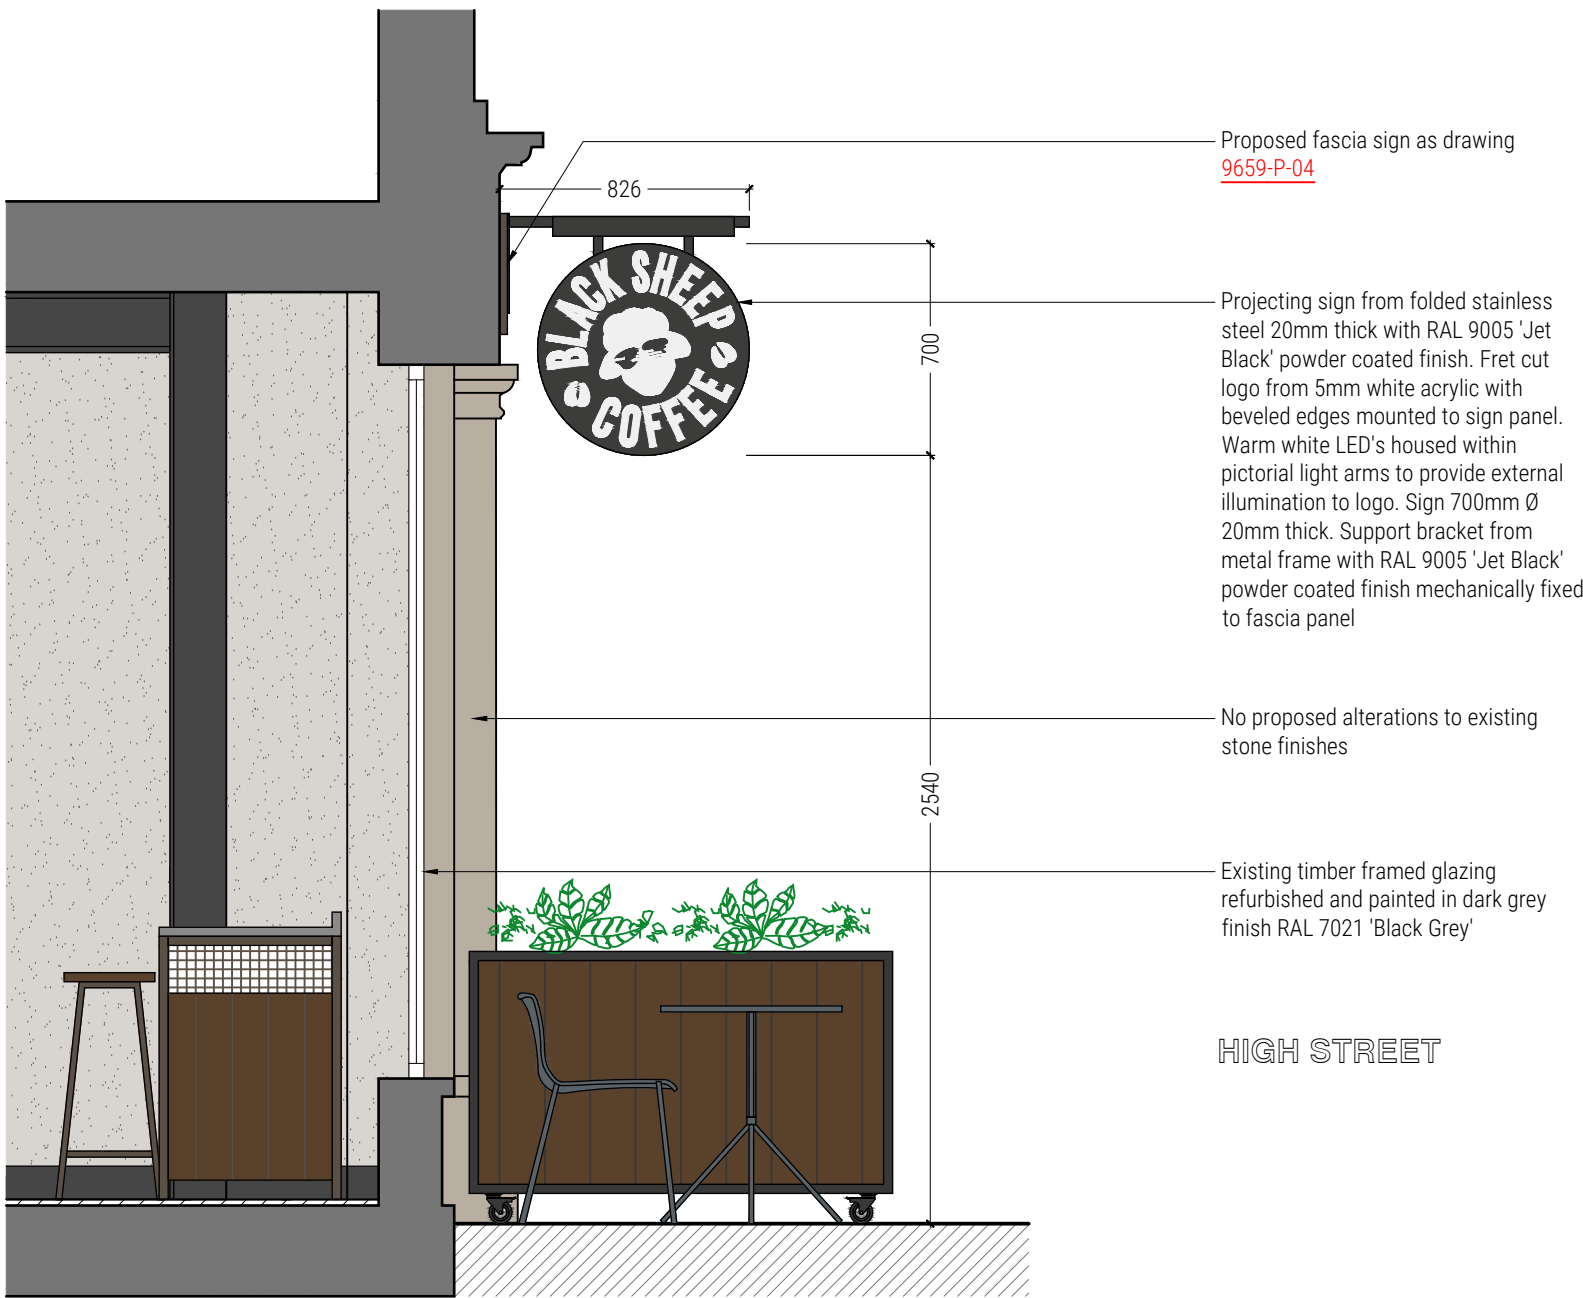 Proposed fascia sign as drawing
9659-P-04
826
BLACK SHEEP
COFFEE
700
Projecting sign from folded stainless
steel 20mm thick with RAL 9005 'Jet
Black' powder coated finish. Fret cut
logo from 5mm white acrylic with
beveled edges mounted to sign panel.
Warm white LED's housed within
pictorial light arms to provide external
illumination to logo. Sign 700mm Ø
20mm thick. Support bracket from
metal frame with RAL 9005 'Jet Black'
powder coated finish mechanically fixed
to fascia panel
No proposed alterations to existing
stone finishes
2540
Existing timber framed glazing
refurbished and painted in dark grey
finish RAL 7021 'Black Grey'
HIGH STREET